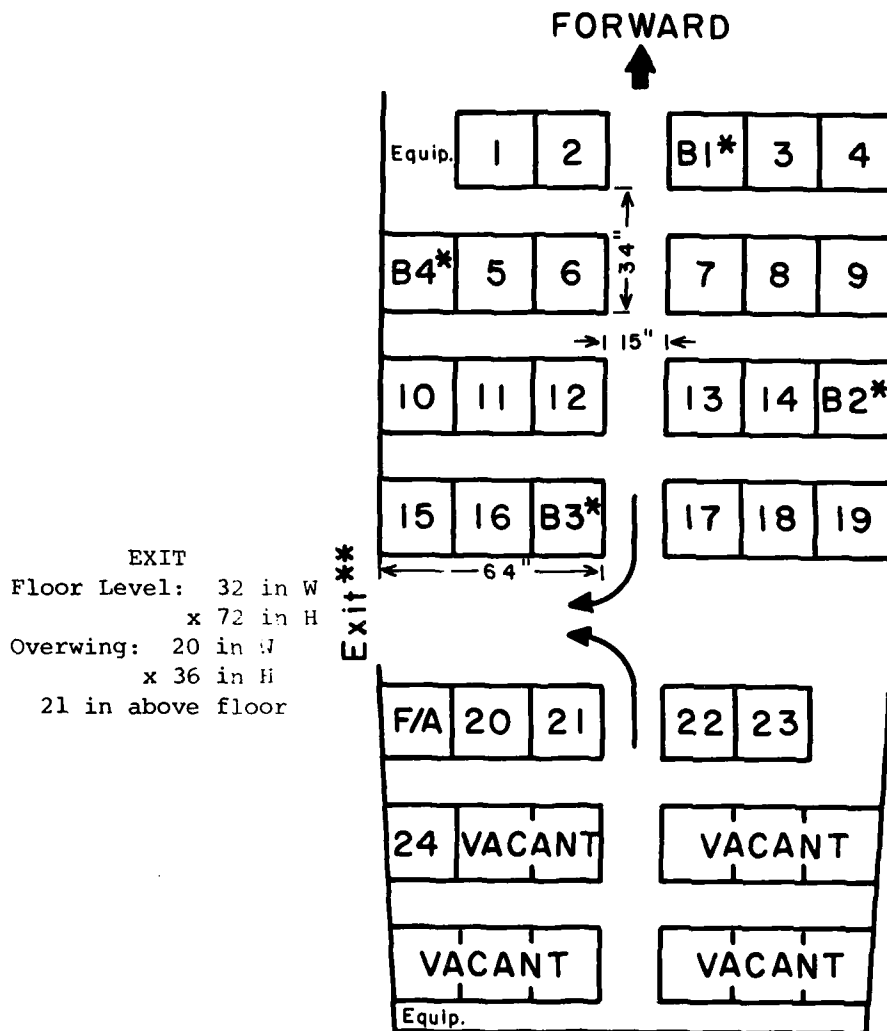 FORWARD
Equip. 1 2 B1* 3 4
34"
B4* 5 6 7 8 9
15"
10 11 12 13 14 B2*
15 16 B3* 17 18 19
64"
Exit**
EXIT
Floor Level: 32 in W
x 72 in H
Overwing: 20 in W
x 36 in H
21 in above floor
F/A 20 21 22 23
24 VACANT VACANT
VACANT VACANT
Equip.